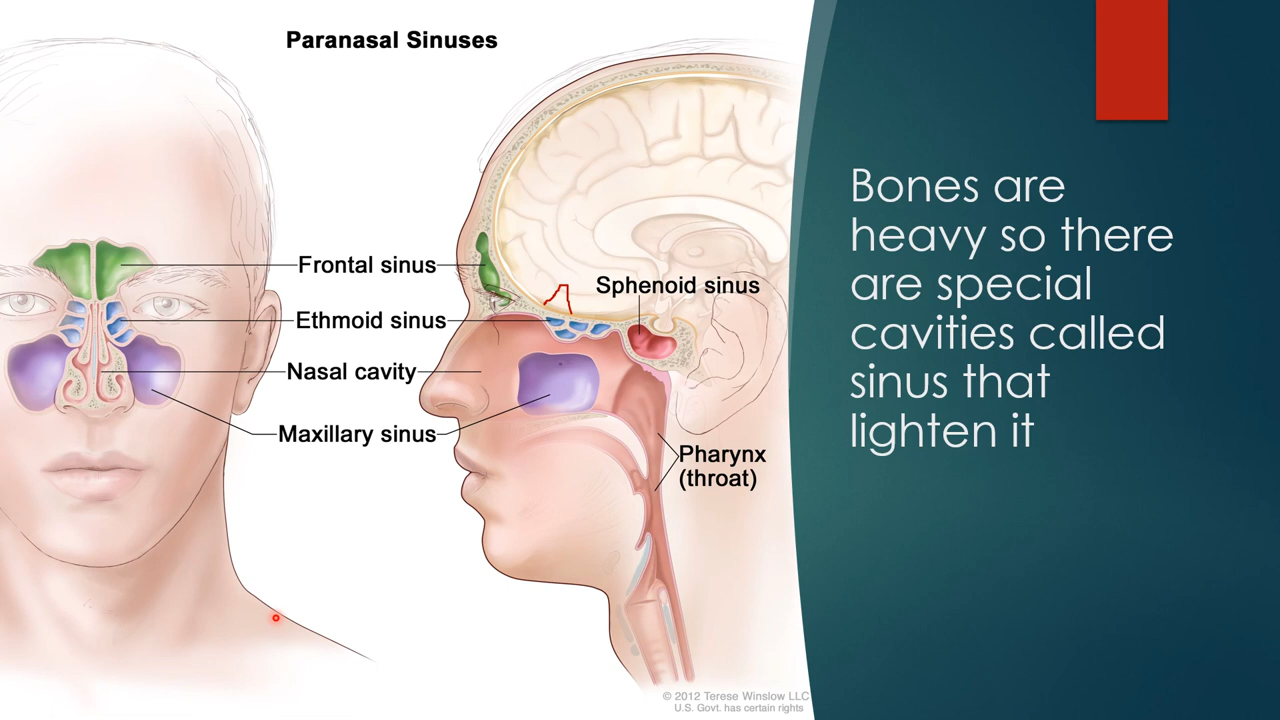 Paranasal Sinuses
Frontal sinus
Ethmoid sinus
Nasal cavity
Maxillary sinus
Sphenoid sinus
Pharynx
(throat)
© 2012 Terese Winslow LLC
U.S. Govt. has certain rights
Bones are
heavy so there
are special
cavities called
sinus that
lighten it